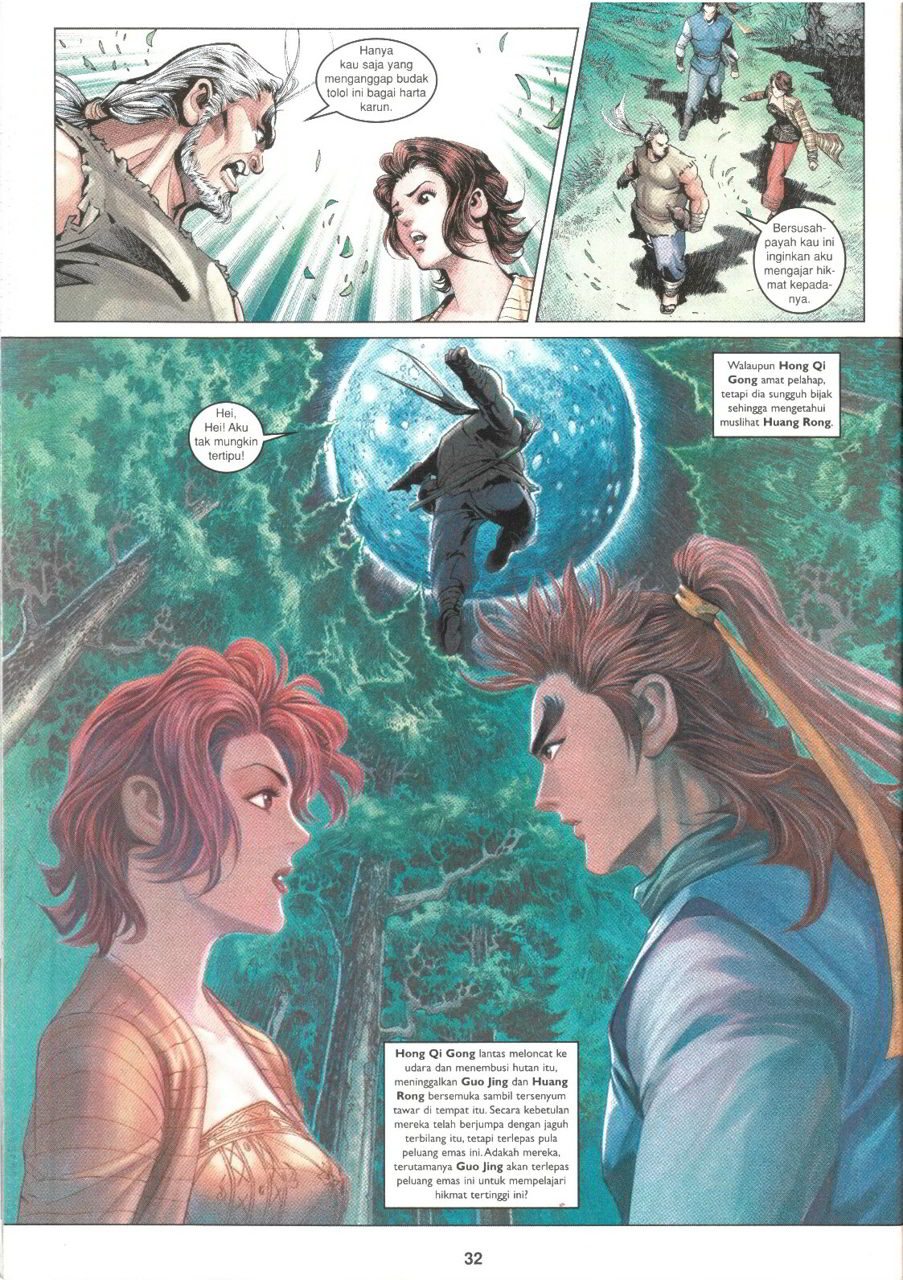 Hanya
kau saja yang
menganggap budak
tolol ini bagai harta
karun.
Bersusah-
payah kau ini
inginkan aku
mengajar hik-
mat kepada-
nya.
Walaupun Hong Qi
Gong amat pelahap,
tetapi dia sungguh bijak
sehingga mengetahui
muslihat Huang Rong.
Hei,
Hei! Aku
tak mungkin
tertipu!
Hong Qi Gong lantas meloncat ke
udara dan menembusi hutan itu,
meninggalkan Guo Jing dan Huang
Rong bersemuka sambil tersenyum
tawar di tempat itu. Secara kebetulan
mereka telah berjumpa dengan jaguh
terbilang itu, tetapi terlepas pula
peluang emas ini. Adakah mereka,
terutamanya Guo Jing akan terlepas
peluang emas ini untuk mempelajari
hikmat tertinggi ini?
32